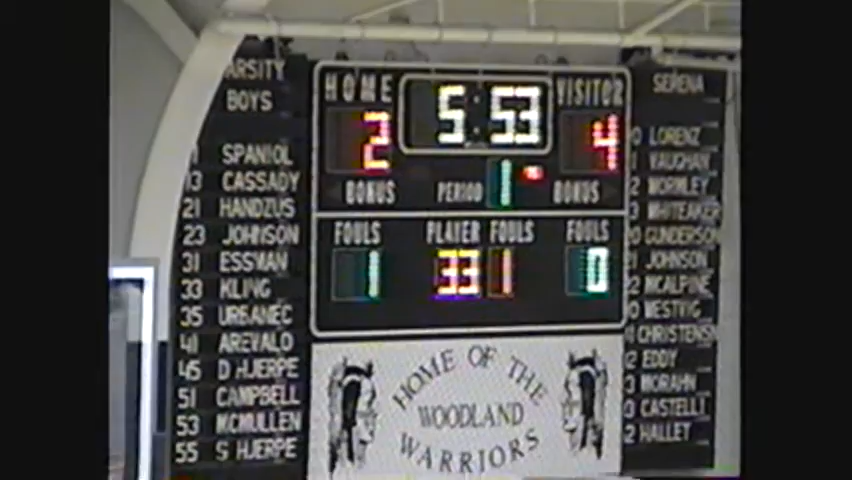 VARSITY
BOYS
SPANIOL
13 CASSADY
21 HANDZUS
23 JOHNSON
31 ESSMAN
33 KLING
35 URBANEC
41 AREVALO
45 D HJERPE
51 CAMPBELL
53 MCMULLEN
55 S HJERPE
HOME 5:53 VISITOR
2 4
BONUS PERIOD 1 BONUS
FOULS PLAYER FOULS FOULS
1 33 1 0
HOME OF THE
WOODLAND
WARRIORS
SERENA
LORENZ
VAUGHAN
WORMLEY
WHITEAKER
GUNDERSON
JOHNSON
MCALPINE
WESTVIG
CHRISTENSN
EDDY
MORAHN
CASTELLI
HALLEY